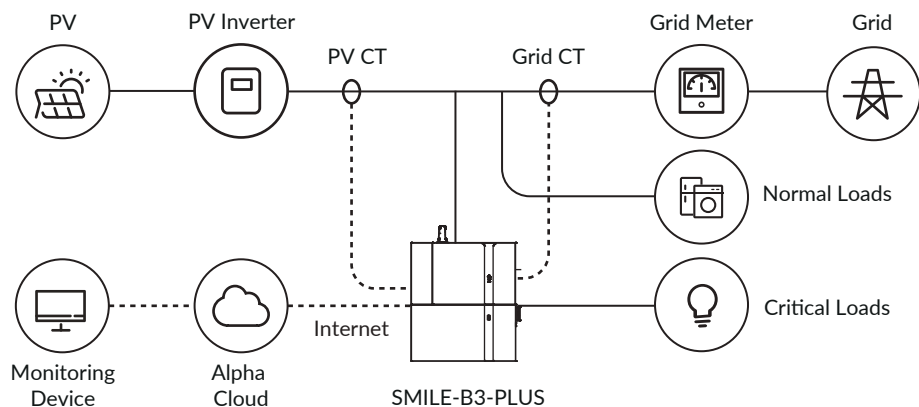 PV
PV Inverter
PV CT
Grid CT
Grid Meter
Grid
Normal Loads
Critical Loads
Internet
Monitoring
Device
Alpha
Cloud
SMILE-B3-PLUS